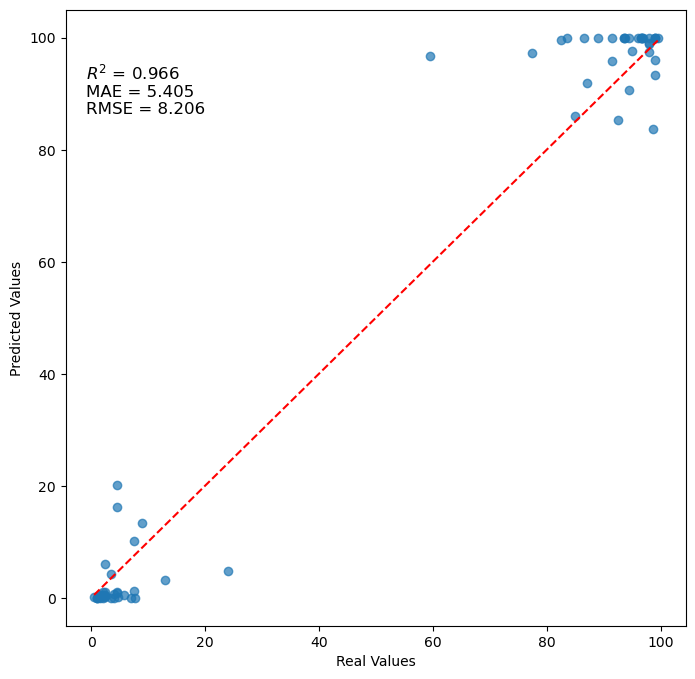 100
R² = 0.966
MAE = 5.405
RMSE = 8.206
80
60
Predicted Values
40
20
0
0 20 40 60 80 100
Real Values